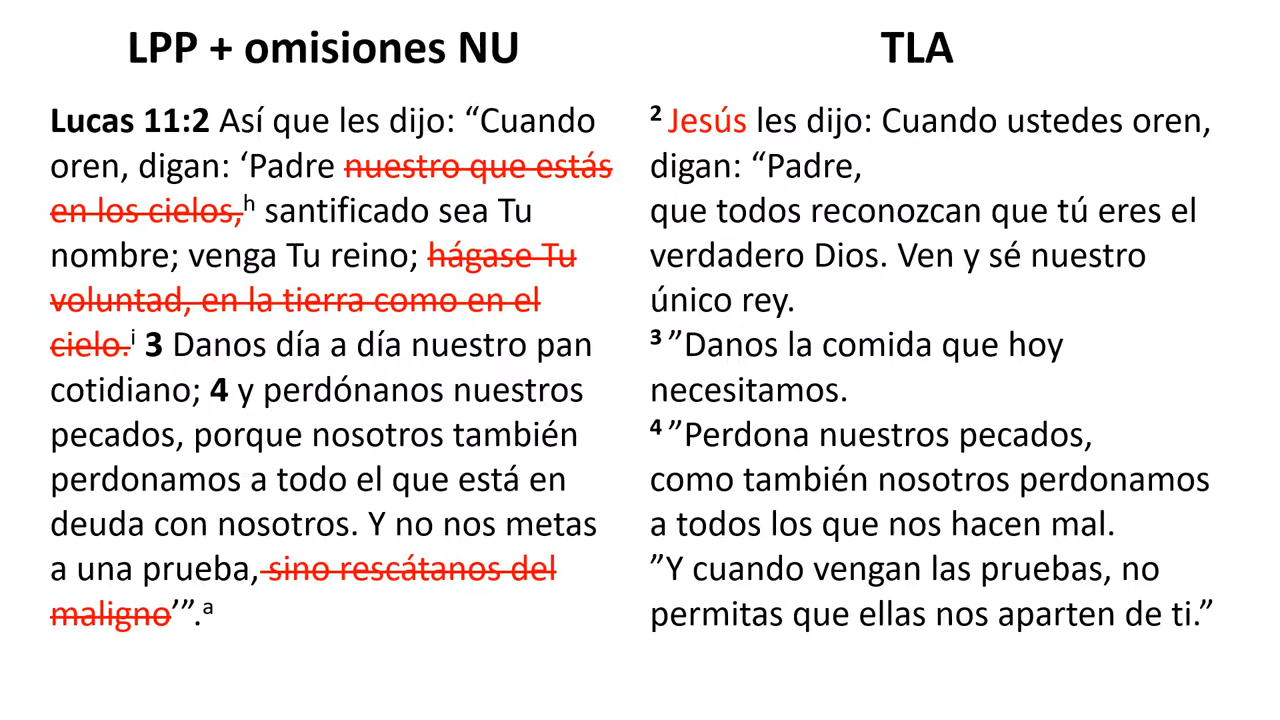 LPP + omisiones NU
Lucas 11:2 Así que les dijo: “Cuando
oren, digan: ‘Padre nuestro que estás
en los cielos,h santificado sea Tu
nombre; venga Tu reino; hágase Tu
voluntad, en la tierra como en el
cielo.i 3 Danos día a día nuestro pan
cotidiano; 4 y perdónanos nuestros
pecados, porque nosotros también
perdonamos a todo el que está en
deuda con nosotros. Y no nos metas
a una prueba, sino rescátanos del
maligno’”.a
TLA
2 Jesús les dijo: Cuando ustedes oren,
digan: “Padre,
que todos reconozcan que tú eres el
verdadero Dios. Ven y sé nuestro
único rey.
3 ”Danos la comida que hoy
necesitamos.
4 ”Perdona nuestros pecados,
como también nosotros perdonamos
a todos los que nos hacen mal.
”Y cuando vengan las pruebas, no
permitas que ellas nos aparten de ti.”